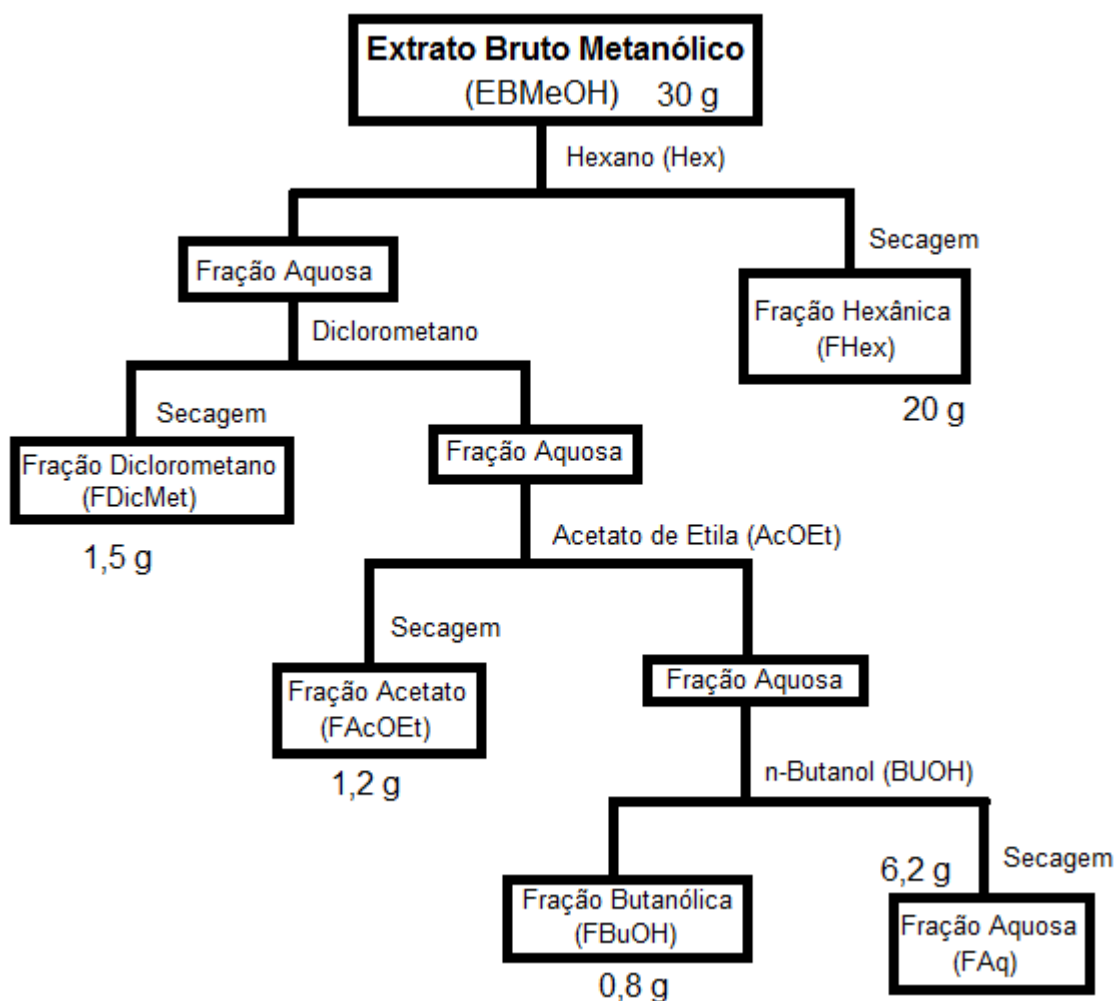 Extrato Bruto Metanólico
(EBMeOH) 30 g
Hexano (Hex)
Secagem
Fração Aquosa
Fração Hexânica
(FHex)
20 g
Diclorometano
Secagem
Fração Diclorometano
(FDicMet)
1,5 g
Fração Aquosa
Acetato de Etila (AcOEt)
Secagem
Fração Acetato
(FAcOEt)
1,2 g
Fração Aquosa
n-Butanol (BUOH)
Fração Butanólica
(FBuOH)
0,8 g
6,2 g
Secagem
Fração Aquosa
(FAq)